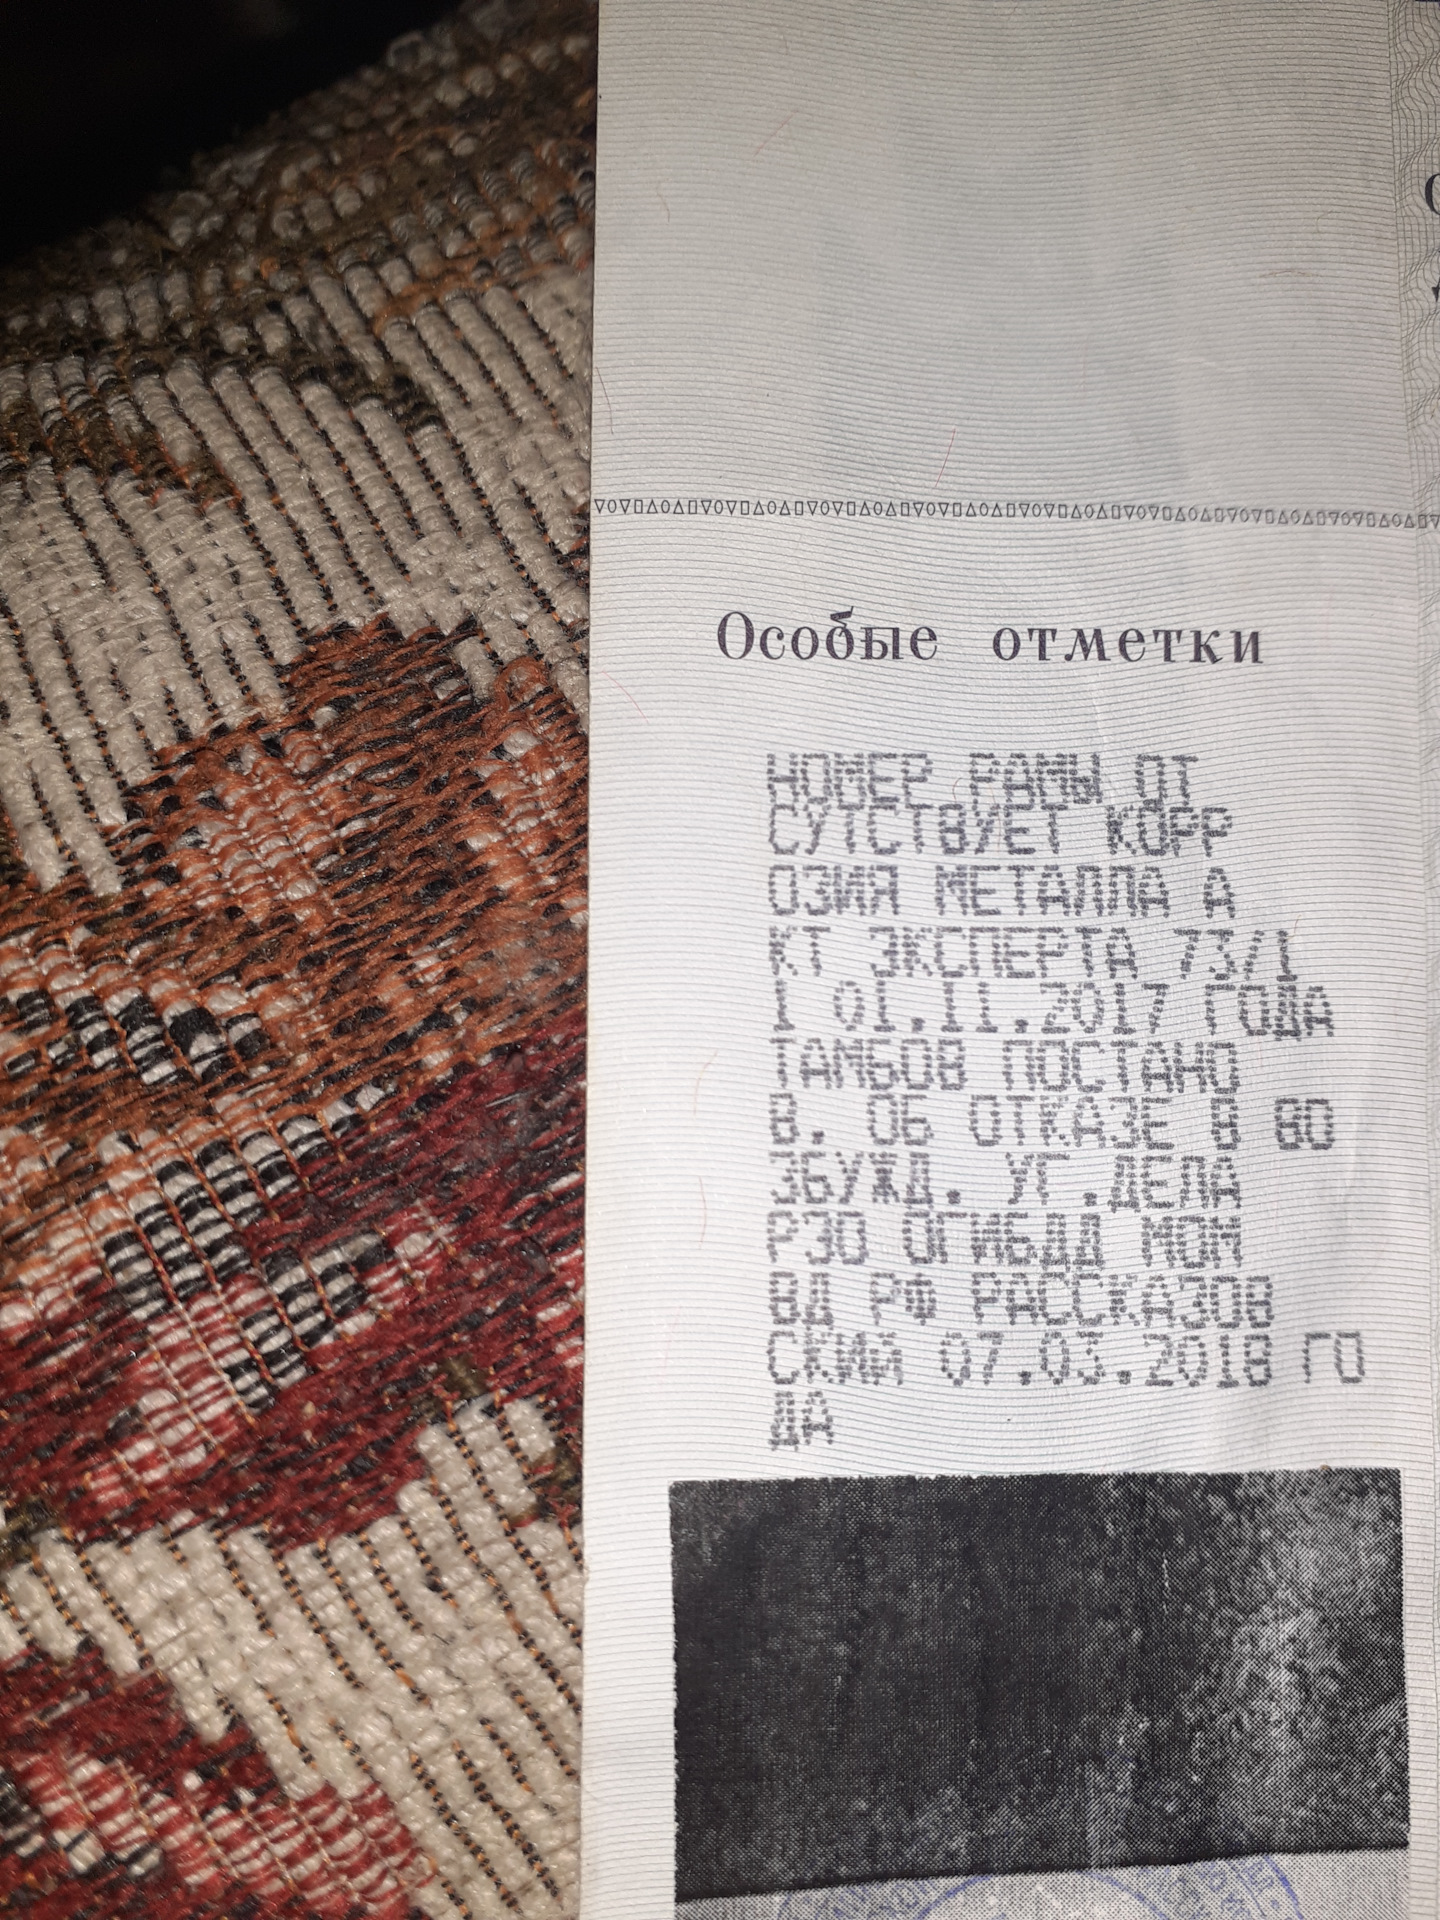 Особые отметки
НОМЕР РАМЫ ОТ
СУТСТВУЕТ КОРР
ОЗИЯ МЕТАЛЛА А
КТ ЭКСПЕРТА 73/1
1 01.11.2017 ГОДА
ТАМБОВ ПОСТАНО
В. ОБ ОТКАЗЕ В ВО
ЗБУЖД. УГ.ДЕЛА
РЭО ОГИБДД МОМ
ВД РФ РАССКАЗОВ
СКИЙ 07.03.2018 ГО
ДА